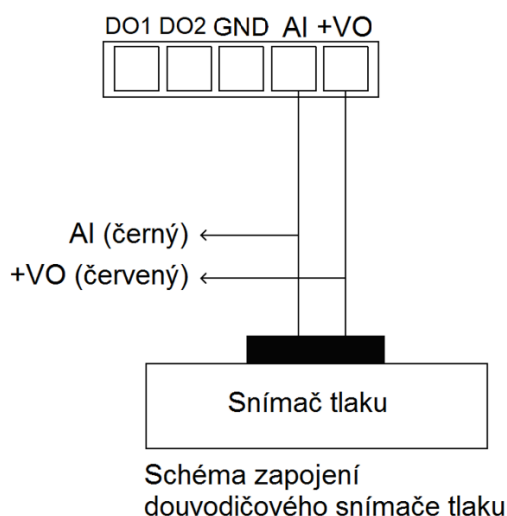 DO1 DO2 GND AI +VO
AI (černý)
+VO (červený)
Snímač tlaku
Schéma zapojení
douvodičového snímače tlaku